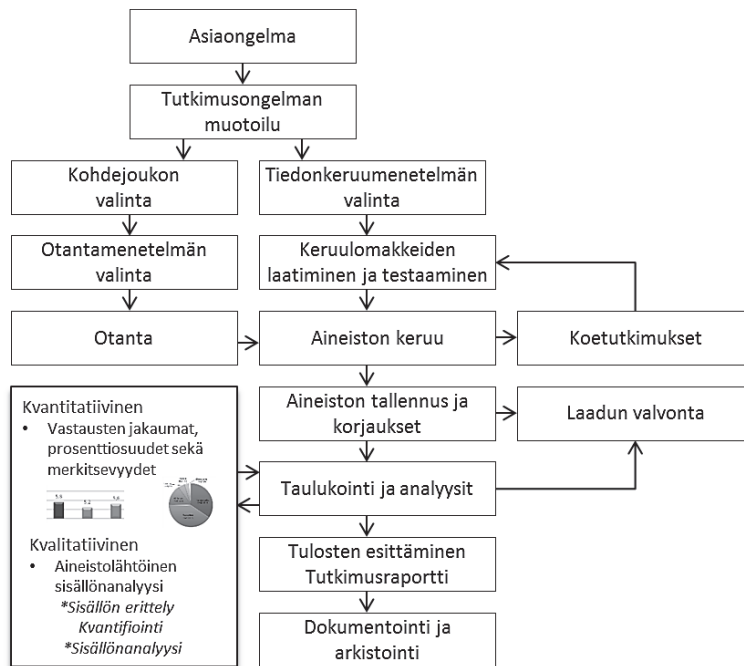 Asiaongelma
Tutkimusongelman
muotoilu
Kohdejoukon
valinta
Tiedonkeruumenetelmän
valinta
Otantamenetelmän
valinta
Keruulomakkeiden
laatiminen ja testaaminen
Otanta
Aineiston keruu
Koetutkimukset
Aineiston tallennus ja
korjaukset
Laadun valvonta
Kvantitatiivinen
• Vastausten jakaumat,
prosenttiosuudet sekä
merkitsevyydet
Taulukointi ja analyysit
Kvalitatiivinen
• Aineistolähtöinen
sisällönanalyysi
*Sisällön erittely
Kvantifiointi
*Sisällönanalyysi
Tulosten esittäminen
Tutkimusraportti
Dokumentointi ja
arkistointi